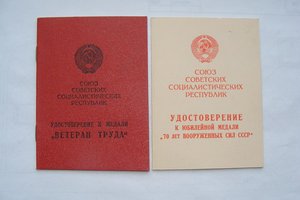 СОЮЗ
СОВЕТСКИХ
СОЦИАЛИСТИЧЕСКИХ
РЕСПУБЛИК
УДОСТОВЕРЕНИЕ К МЕДАЛИ
„ВЕТЕРАН ТРУДА"
СОЮЗ
СОВЕТСКИХ
СОЦИАЛИСТИЧЕСКИХ
РЕСПУБЛИК
УДОСТОВЕРЕНИЕ
К ЮБИЛЕЙНОЙ МЕДАЛИ
„70 ЛЕТ ВООРУЖЕННЫХ СИЛ СССР"